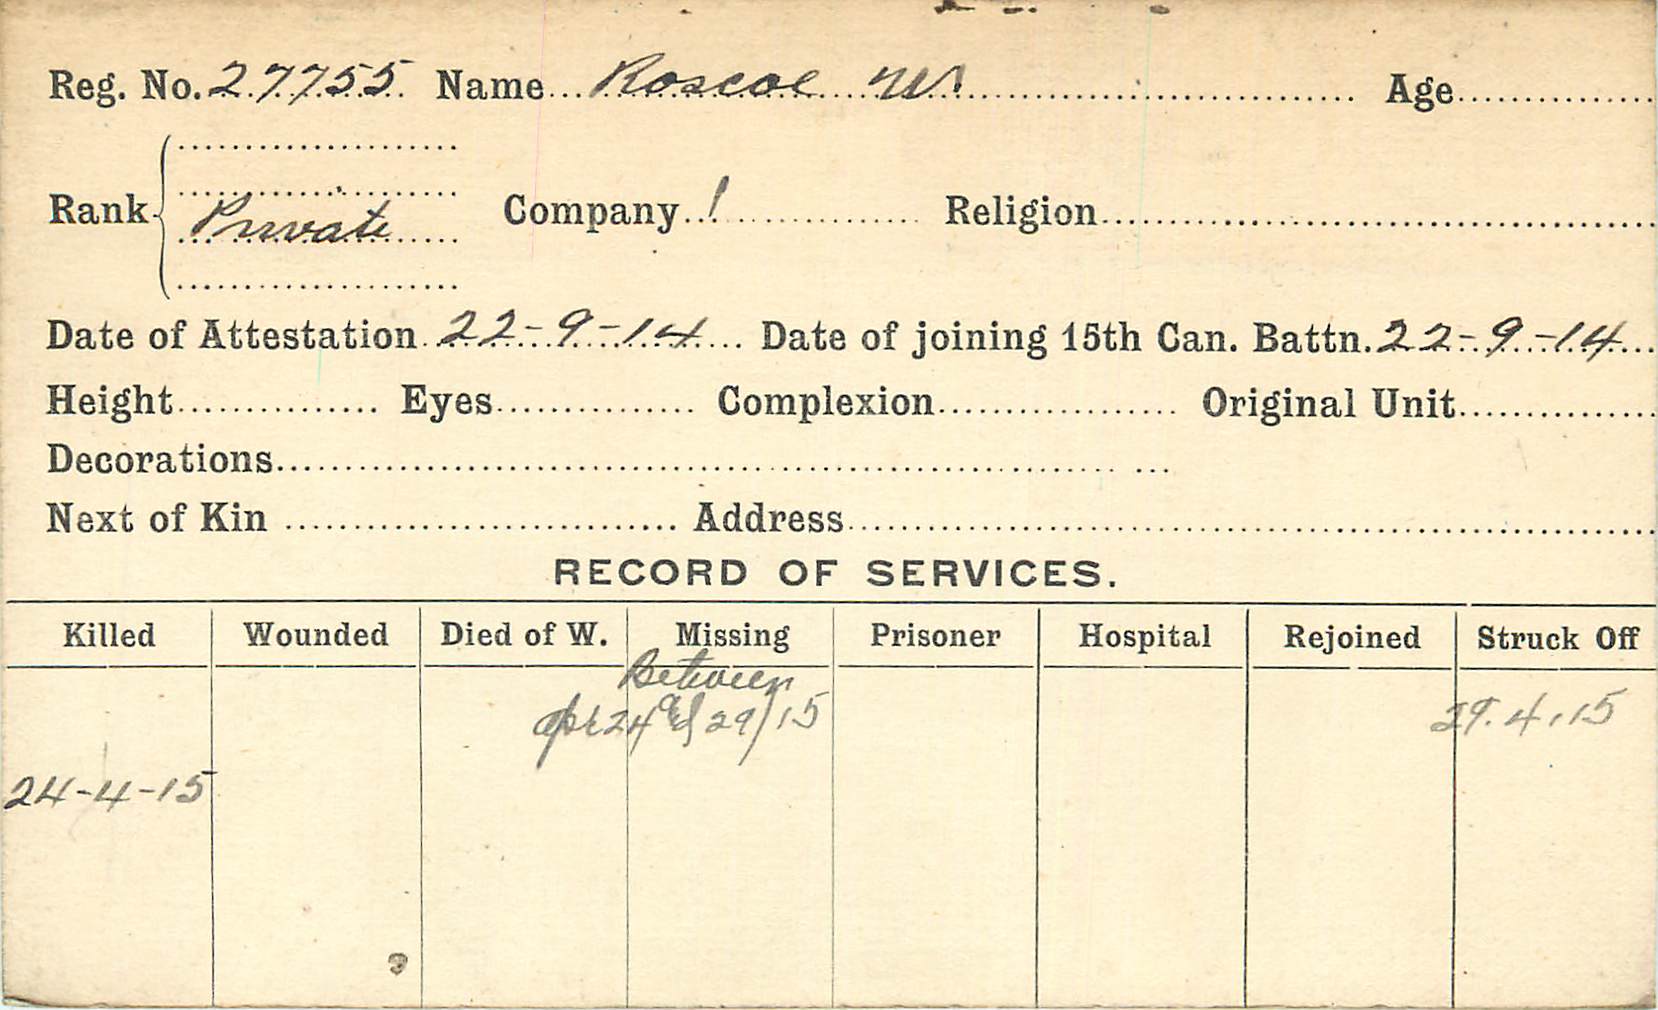 Reg. No. 27755 Name Roscoe W. Age
Rank Private Company 1 Religion
Date of Attestation 22-9-14 Date of joining 15th Can. Battn. 22-9-14
Height Eyes Complexion Original Unit
Decorations
Next of Kin Address
RECORD OF SERVICES.
Killed Wounded Died of W. Missing Prisoner Hospital Rejoined Struck Off
Between
Apr 24 and 29/15 29.4.15
24-4-15